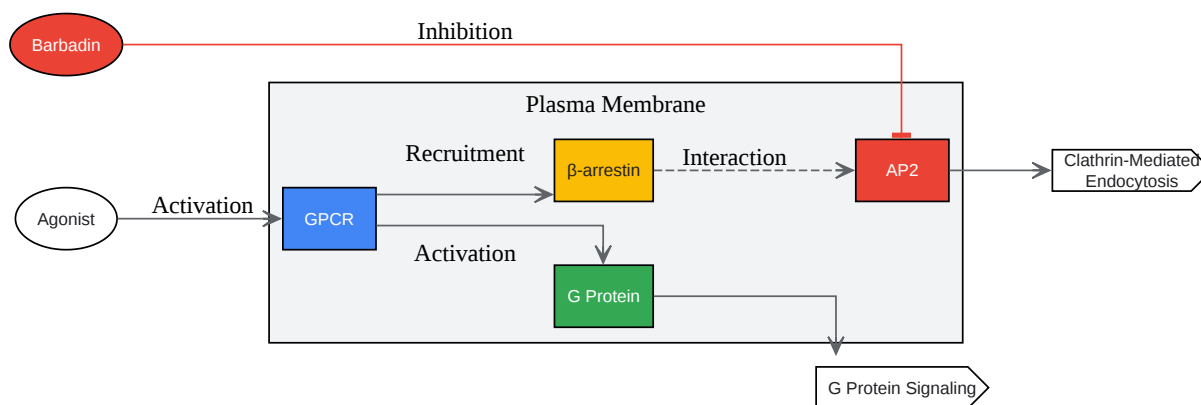 Inhibition
Barbadin
Plasma Membrane
Recruitment
β-arrestin
Interaction
AP2
Clathrin-Mediated
Endocytosis
Agonist
Activation
GPCR
Activation
G Protein
G Protein Signaling